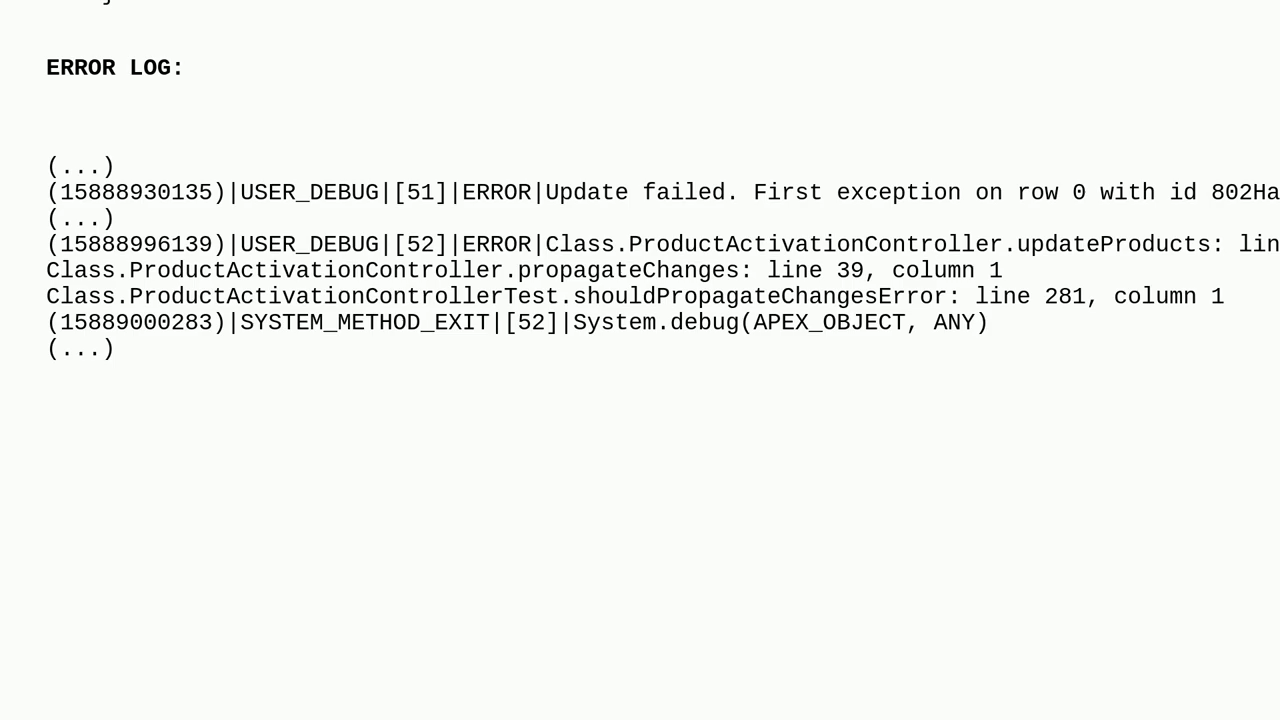 ERROR LOG:
(...)
(15888930135)|USER_DEBUG|[51]|ERROR|Update failed. First exception on row 0 with id 802Ha
(...)
(15888996139)|USER_DEBUG|[52]|ERROR|Class.ProductActivationController.updateProducts: lin
Class.ProductActivationController.propagateChanges: line 39, column 1
Class.ProductActivationControllerTest.shouldPropagateChangesError: line 281, column 1
(15889000283)|SYSTEM_METHOD_EXIT|[52]|System.debug(APEX_OBJECT, ANY)
(...)